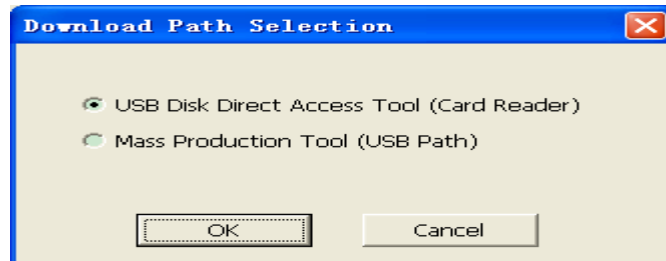 Download Path Selection
USB Disk Direct Access Tool (Card Reader)
Mass Production Tool (USB Path)
OK Cancel